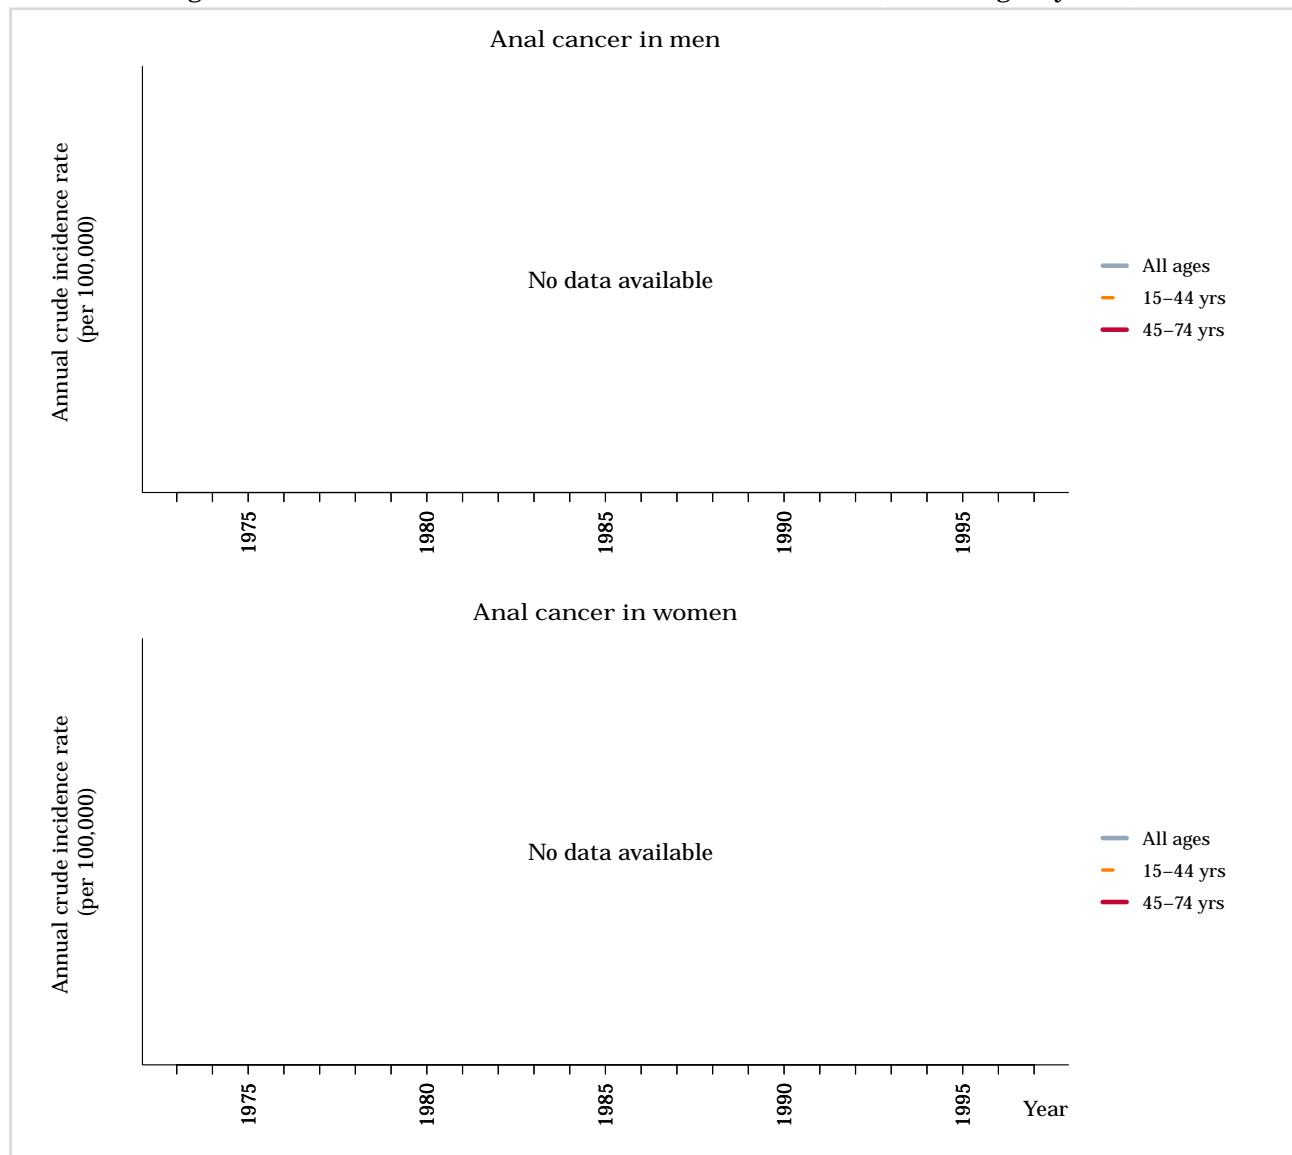 Anal cancer in men
Annual crude incidence rate
(per 100,000)
No data available
All ages
15–44 yrs
45–74 yrs
1975
1980
1985
1990
1995
Anal cancer in women
Annual crude incidence rate
(per 100,000)
No data available
All ages
15–44 yrs
45–74 yrs
1975
1980
1985
1990
1995
Year